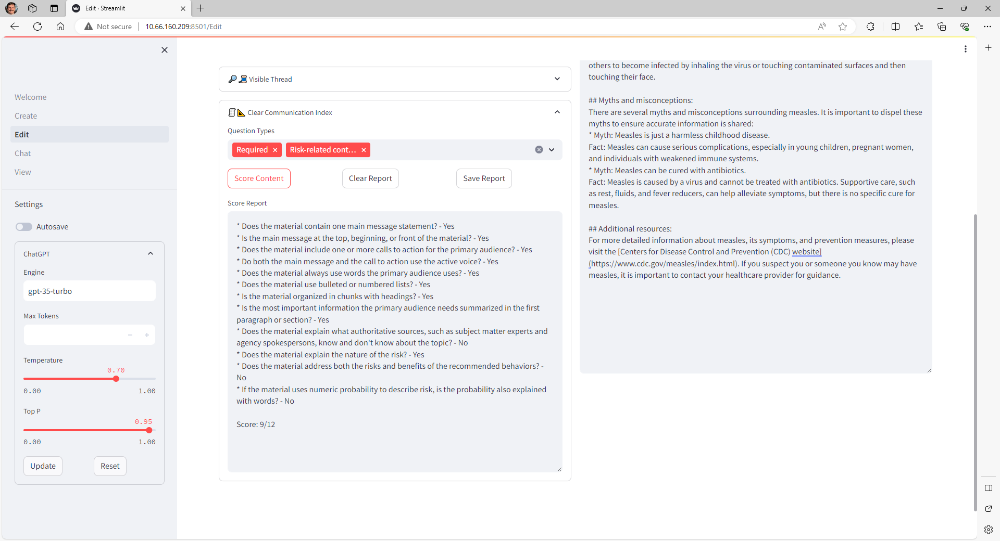 Edit · Streamlit
Not secure
10.66.160.209:8501/Edit
Welcome
Create
Edit
Chat
View
Settings
Autosave
ChatGPT
Engine
gpt-35-turbo
Max Tokens
Temperature
0.70
0.00 1.00
Top P
0.95
0.00 1.00
Update Reset
Visible Thread
Clear Communication Index
Question Types
Required Risk-related cont...
Score Content Clear Report Save Report
Score Report
* Does the material contain one main message statement? - Yes
* Is the main message at the top, beginning, or front of the material? - Yes
* Does the material include one or more calls to action for the primary audience? - Yes
* Do both the main message and the call to action use the active voice? - Yes
* Does the material always use words the primary audience uses? - Yes
* Does the material use bulleted or numbered lists? - Yes
* Is the material organized in chunks with headings? - Yes
* Is the most important information the primary audience needs summarized in the first
paragraph or section? - Yes
* Does the material explain what authoritative sources, such as subject matter experts and
agency spokespersons, know and don't know about the topic? - No
* Does the material explain the nature of the risk? - Yes
* Does the material address both the risks and benefits of the recommended behaviors? -
No
* If the material uses numeric probability to describe risk, is the probability also explained
with words? - No
Score: 9/12
others to become infected by inhaling the virus or touching contaminated surfaces and then
touching their face.
## Myths and misconceptions:
There are several myths and misconceptions surrounding measles. It is important to dispel these
myths to ensure accurate information is shared:
* Myth: Measles is just a harmless childhood disease.
Fact: Measles can cause serious complications, especially in young children, pregnant women,
and individuals with weakened immune systems.
* Myth: Measles can be cured with antibiotics.
Fact: Measles is caused by a virus and cannot be treated with antibiotics. Supportive care, such
as rest, fluids, and fever reducers, can help alleviate symptoms, but there is no specific cure for
measles.
## Additional resources:
For more detailed information about measles, its symptoms, and prevention measures, please
visit the [Centers for Disease Control and Prevention (CDC) website]
(https://www.cdc.gov/measles/index.html). If you suspect you or someone you know may have
measles, it is important to contact your healthcare provider for guidance.